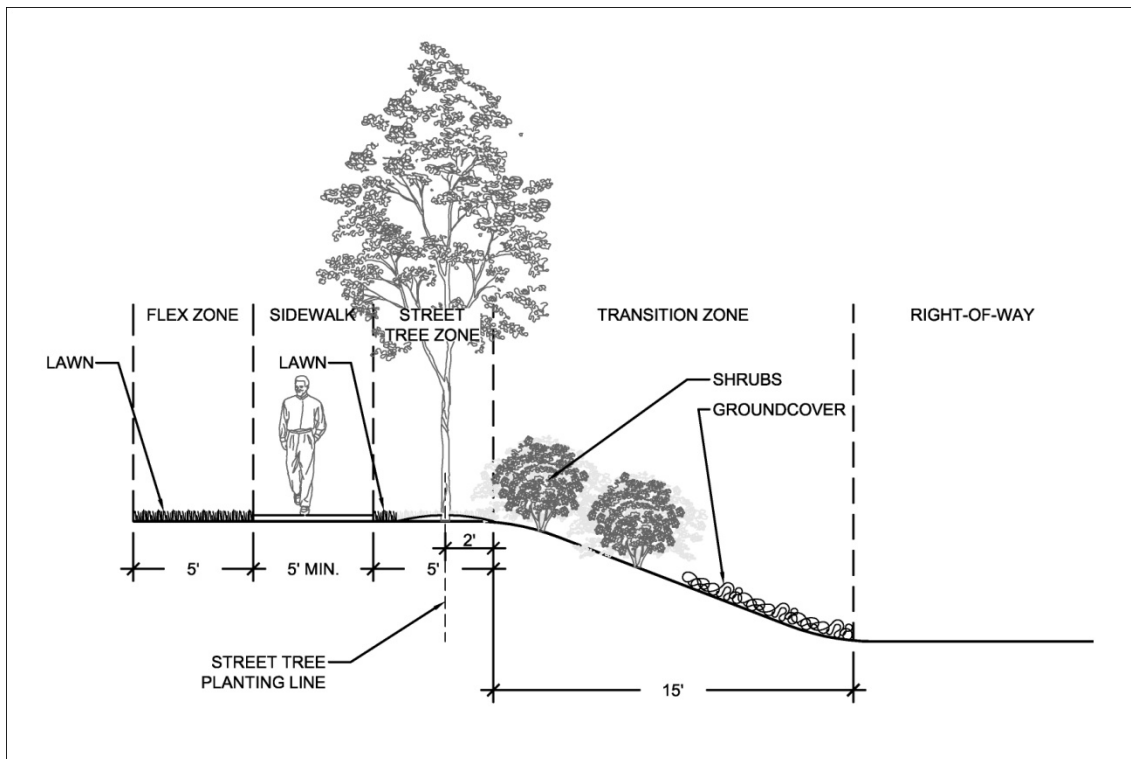 FLEX ZONE
SIDEWALK
STREET
TREE ZONE
TRANSITION ZONE
RIGHT-OF-WAY
LAWN
LAWN
SHRUBS
GROUNDCOVER
2'
5'
5' MIN.
5'
STREET TREE
PLANTING LINE
15'